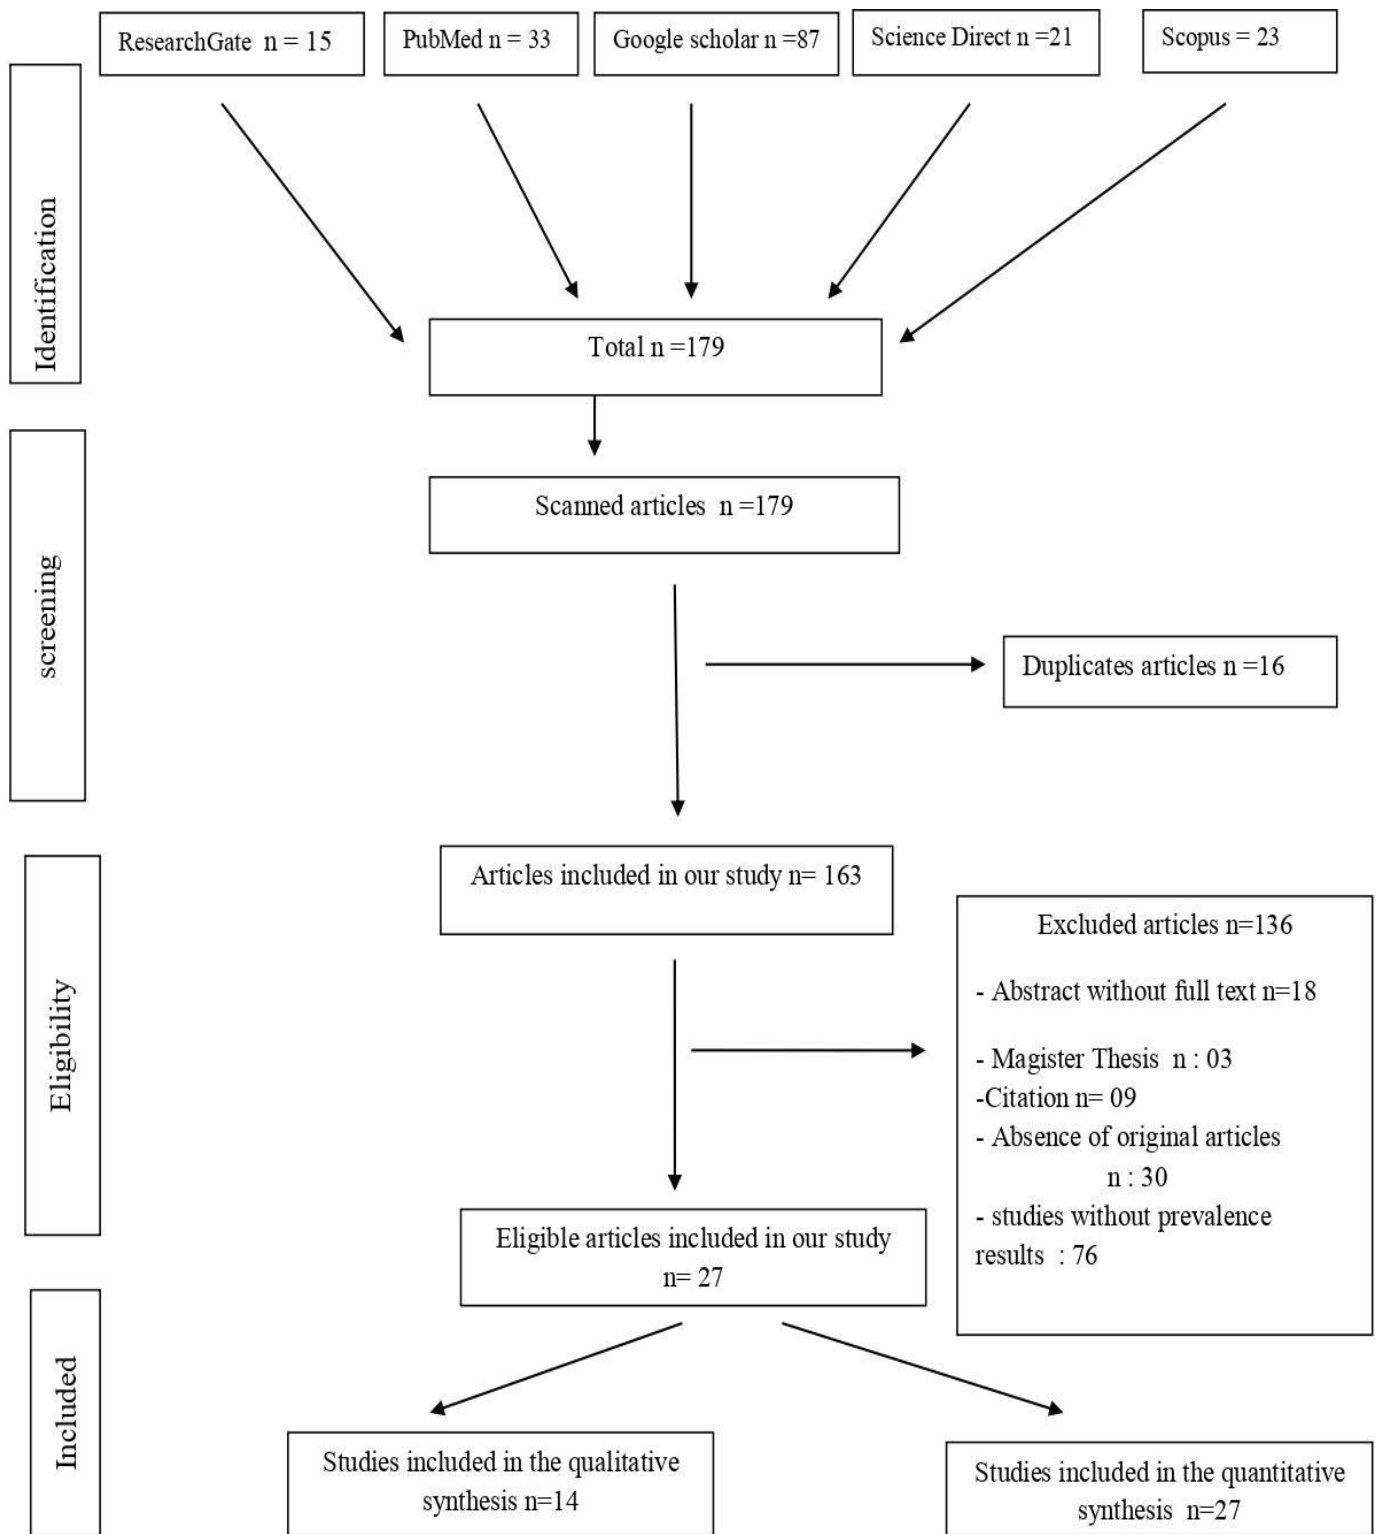 ResearchGate n = 15
PubMed n = 33
Google scholar n =87
Science Direct n =21
Scopus = 23
Identification
Total n =179
screening
Scanned articles n =179
Duplicates articles n =16
Eligibility
Articles included in our study n= 163
Excluded articles n=136
- Abstract without full text n=18
- Magister Thesis n : 03
-Citation n= 09
- Absence of original articles
n : 30
- studies without prevalence
results : 76
Eligible articles included in our study
n= 27
Included
Studies included in the qualitative
synthesis n=14
Studies included in the quantitative
synthesis n=27